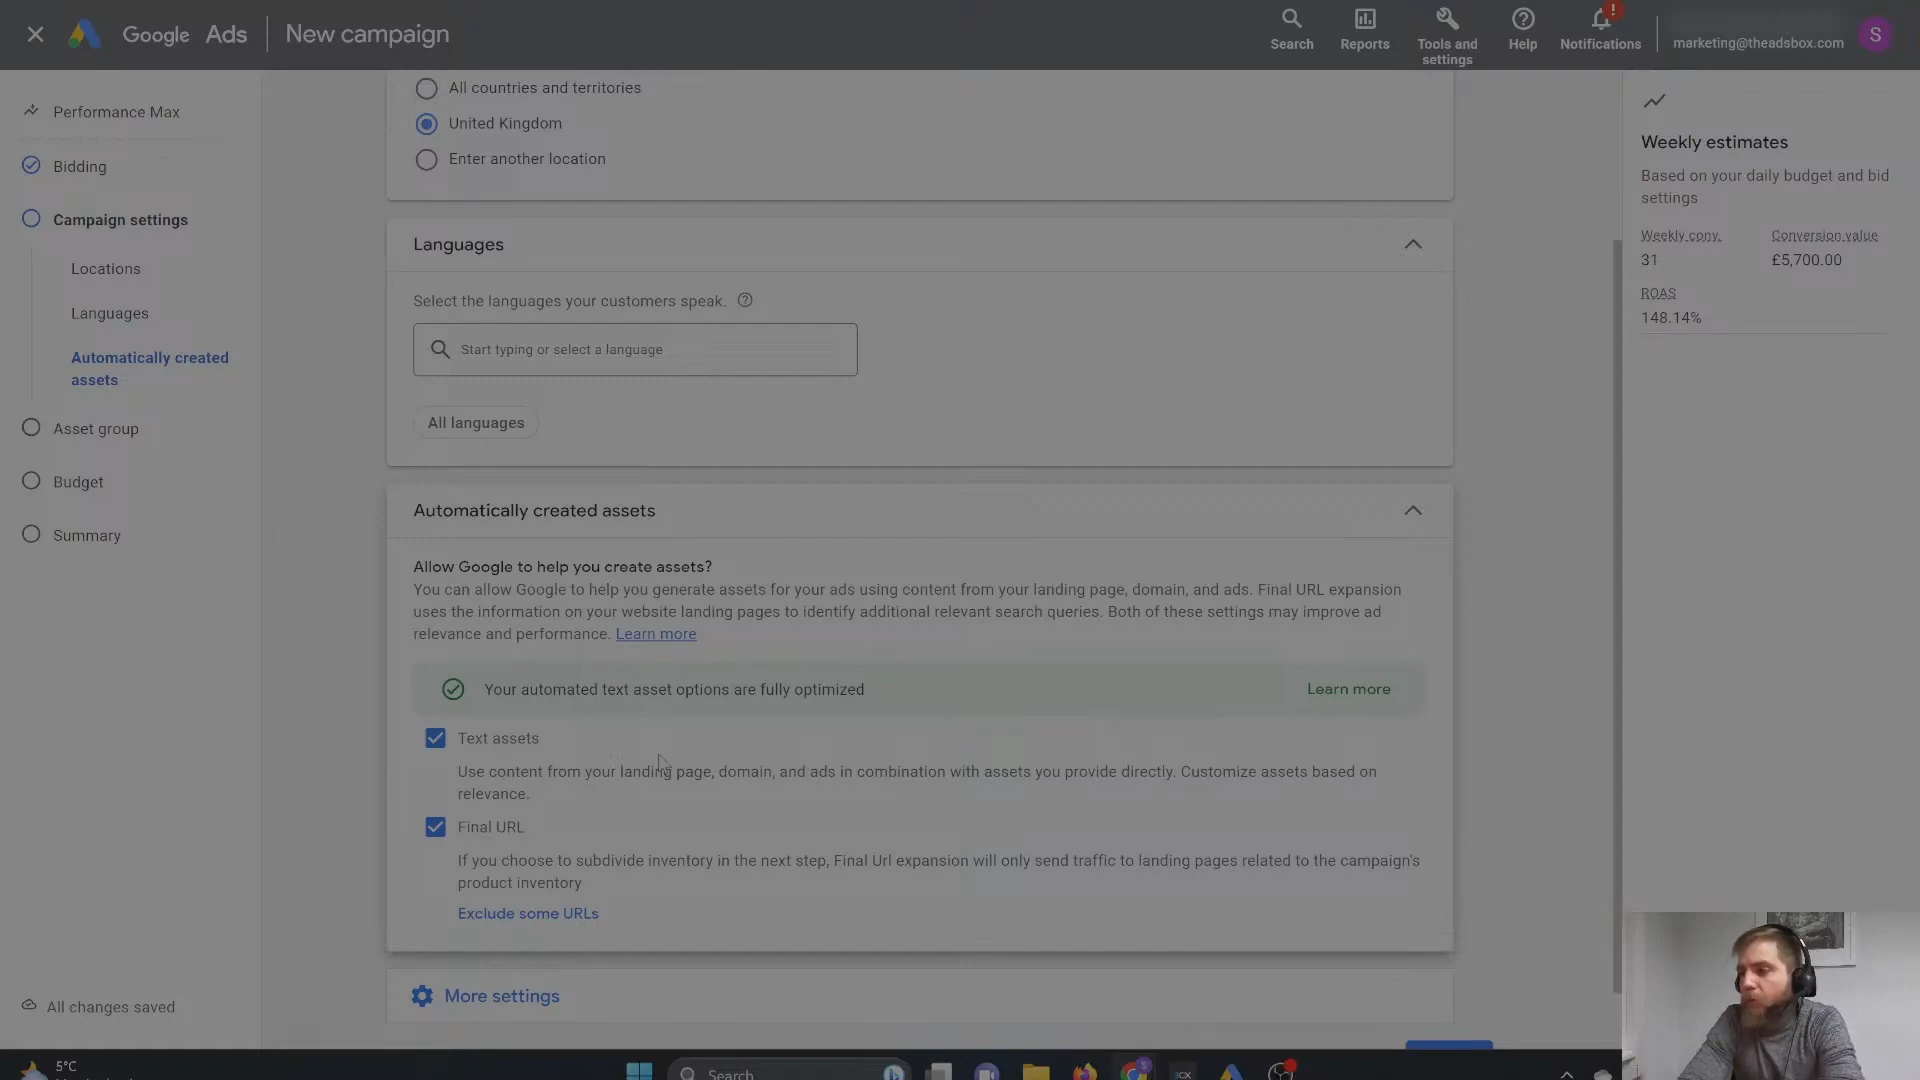 Google Ads
New campaign
Search
Reports
Tools and
settings
Help
Notifications
!
marketing@theadsbox.com
S
Performance Max
Bidding
Campaign settings
Locations
Languages
Automatically created
assets
Asset group
Budget
Summary
All changes saved
All countries and territories
United Kingdom
Enter another location
Languages
Select the languages your customers speak.
Start typing or select a language
All languages
Automatically created assets
Allow Google to help you create assets?
You can allow Google to help you generate assets for your ads using content from your landing page, domain, and ads. Final URL expansion
uses the information on your website landing pages to identify additional relevant search queries. Both of these settings may improve ad
relevance and performance. Learn more
Your automated text asset options are fully optimized
Learn more
Text assets
Use content from your landing page, domain, and ads in combination with assets you provide directly. Customize assets based on
relevance.
Final URL
If you choose to subdivide inventory in the next step, Final Url expansion will only send traffic to landing pages related to the campaign's
product inventory
Exclude some URLs
More settings
Weekly estimates
Based on your daily budget and bid
settings
Weekly conv.
Conversion value
31
£5,700.00
ROAS
148.14%
5°C
Search